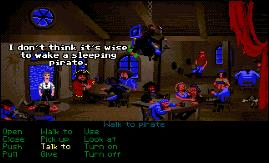 I don't think it's wise
to wake a sleeping
pirate.
Walk to pirate
Open Walk to Use
Close Pick up Look at
Push Talk to Turn on
Pull Give Turn off